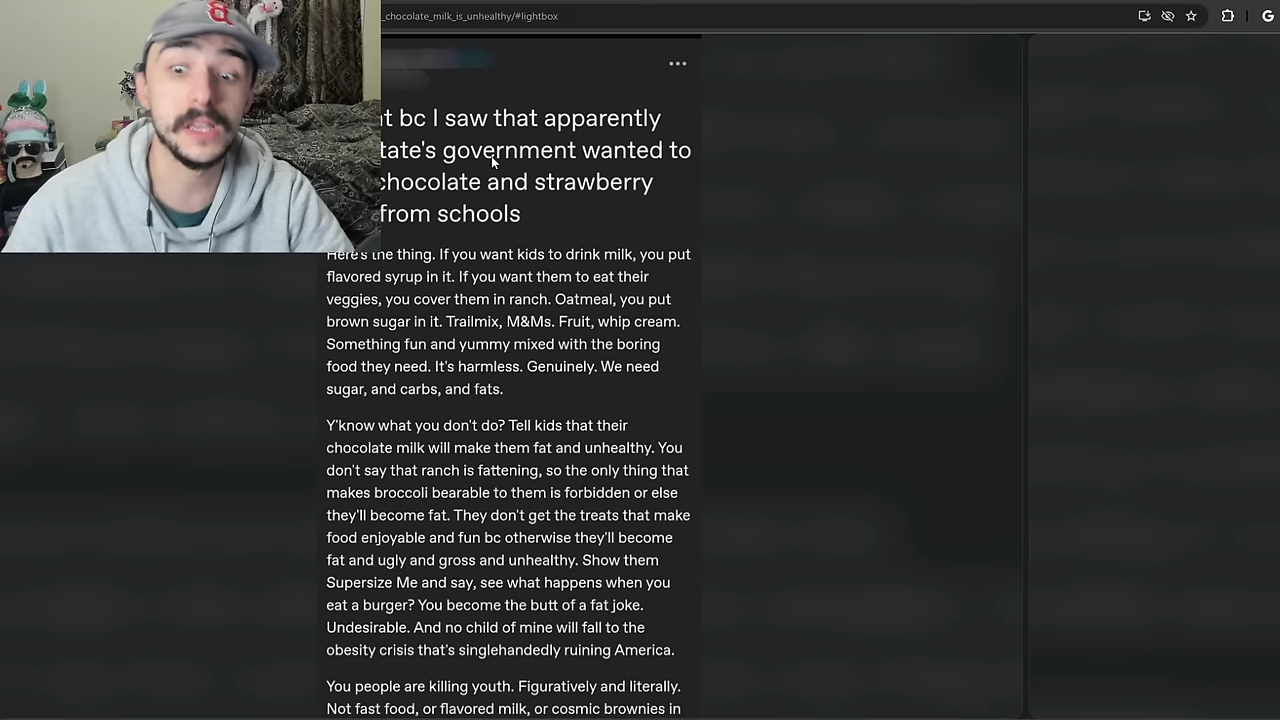 _chocolate_milk_is_unhealthy/#lightbox
bc I saw that apparently
tate's government wanted to
chocolate and strawberry
from schools
Here's the thing. If you want kids to drink milk, you put
flavored syrup in it. If you want them to eat their
veggies, you cover them in ranch. Oatmeal, you put
brown sugar in it. Trailmix, M&Ms. Fruit, whip cream.
Something fun and yummy mixed with the boring
food they need. It's harmless. Genuinely. We need
sugar, and carbs, and fats.
Y'know what you don't do? Tell kids that their
chocolate milk will make them fat and unhealthy. You
don't say that ranch is fattening, so the only thing that
makes broccoli bearable to them is forbidden or else
they'll become fat. They don't get the treats that make
food enjoyable and fun bc otherwise they'll become
fat and ugly and gross and unhealthy. Show them
Supersize Me and say, see what happens when you
eat a burger? You become the butt of a fat joke.
Undesirable. And no child of mine will fall to the
obesity crisis that's singlehandedly ruining America.
You people are killing youth. Figuratively and literally.
Not fast food, or flavored milk, or cosmic brownies in